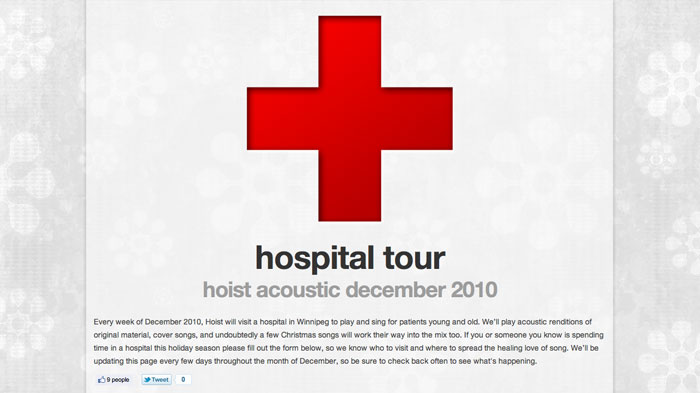 hospital tour
hoist acoustic december 2010
Every week of December 2010, Hoist will visit a hospital in Winnipeg to play and sing for patients young and old. We'll play acoustic renditions of
original material, cover songs, and undoubtedly a few Christmas songs will work their way into the mix too. If you or someone you know is spending
time in a hospital this holiday season please fill out the form below, so we know who to visit and where to spread the healing love of song. We'll be
updating this page every few days throughout the month of December, so be sure to check back often to see what's happening.
9 people Tweet 0